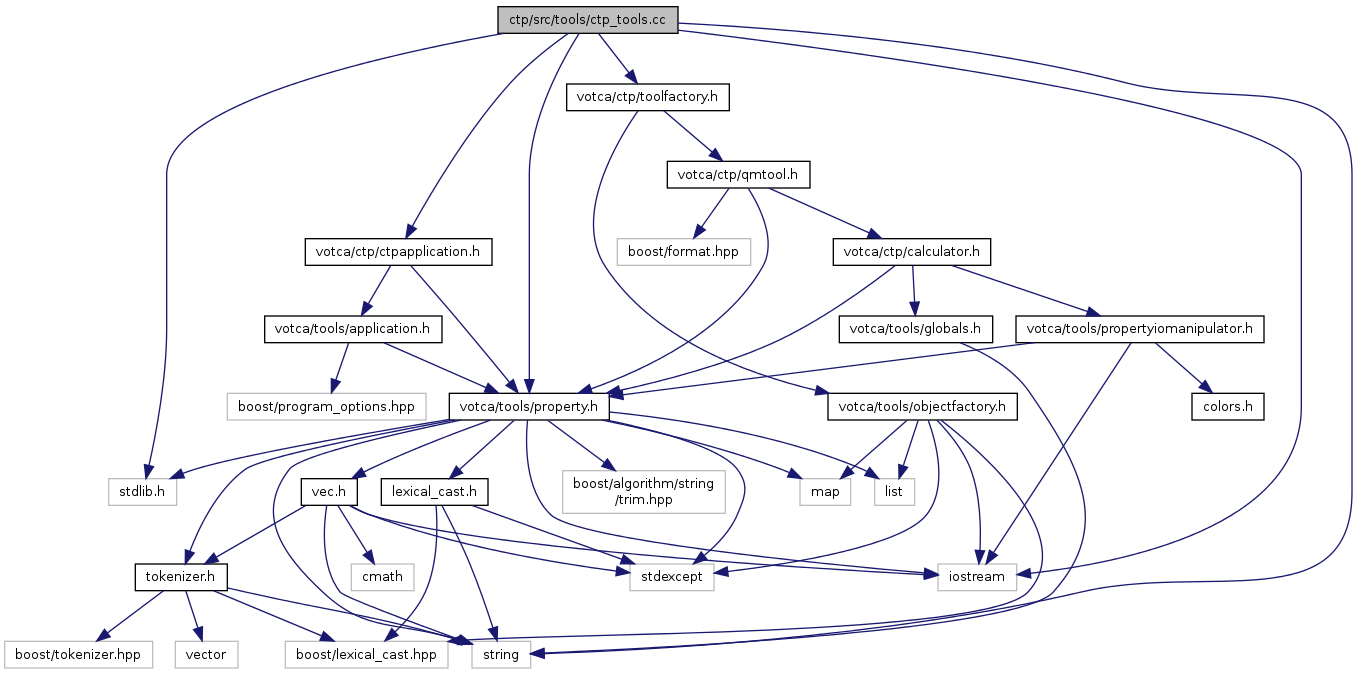 ctp/src/tools/ctp_tools.cc
votca/ctp/toolfactory.h
votca/ctp/qmtool.h
votca/ctp/ctpapplication.h
boost/format.hpp
votca/ctp/calculator.h
votca/tools/application.h
votca/tools/globals.h
votca/tools/propertyiomanipulator.h
boost/program_options.hpp
votca/tools/property.h
votca/tools/objectfactory.h
colors.h
stdlib.h
vec.h
lexical_cast.h
boost/algorithm/string
/trim.hpp
map
list
tokenizer.h
cmath
stdexcept
iostream
boost/tokenizer.hpp
vector
boost/lexical_cast.hpp
string